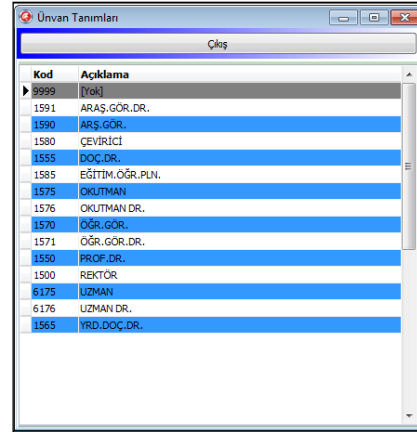 Ünvan Tanımları
Çıkış
Kod Açıklama
9999 [Yok]
1591 ARAŞ.GÖR.DR.
1590 ARŞ.GÖR.
1580 ÇEVİRİCİ
1555 DOÇ.DR.
1585 EĞİTİM.ÖĞR.PLN.
1575 OKUTMAN
1576 OKUTMAN DR.
1570 ÖĞR.GÖR.
1571 ÖĞR.GÖR.DR.
1550 PROF.DR.
1500 REKTÖR
6175 UZMAN
6176 UZMAN DR.
1565 YRD.DOÇ.DR.